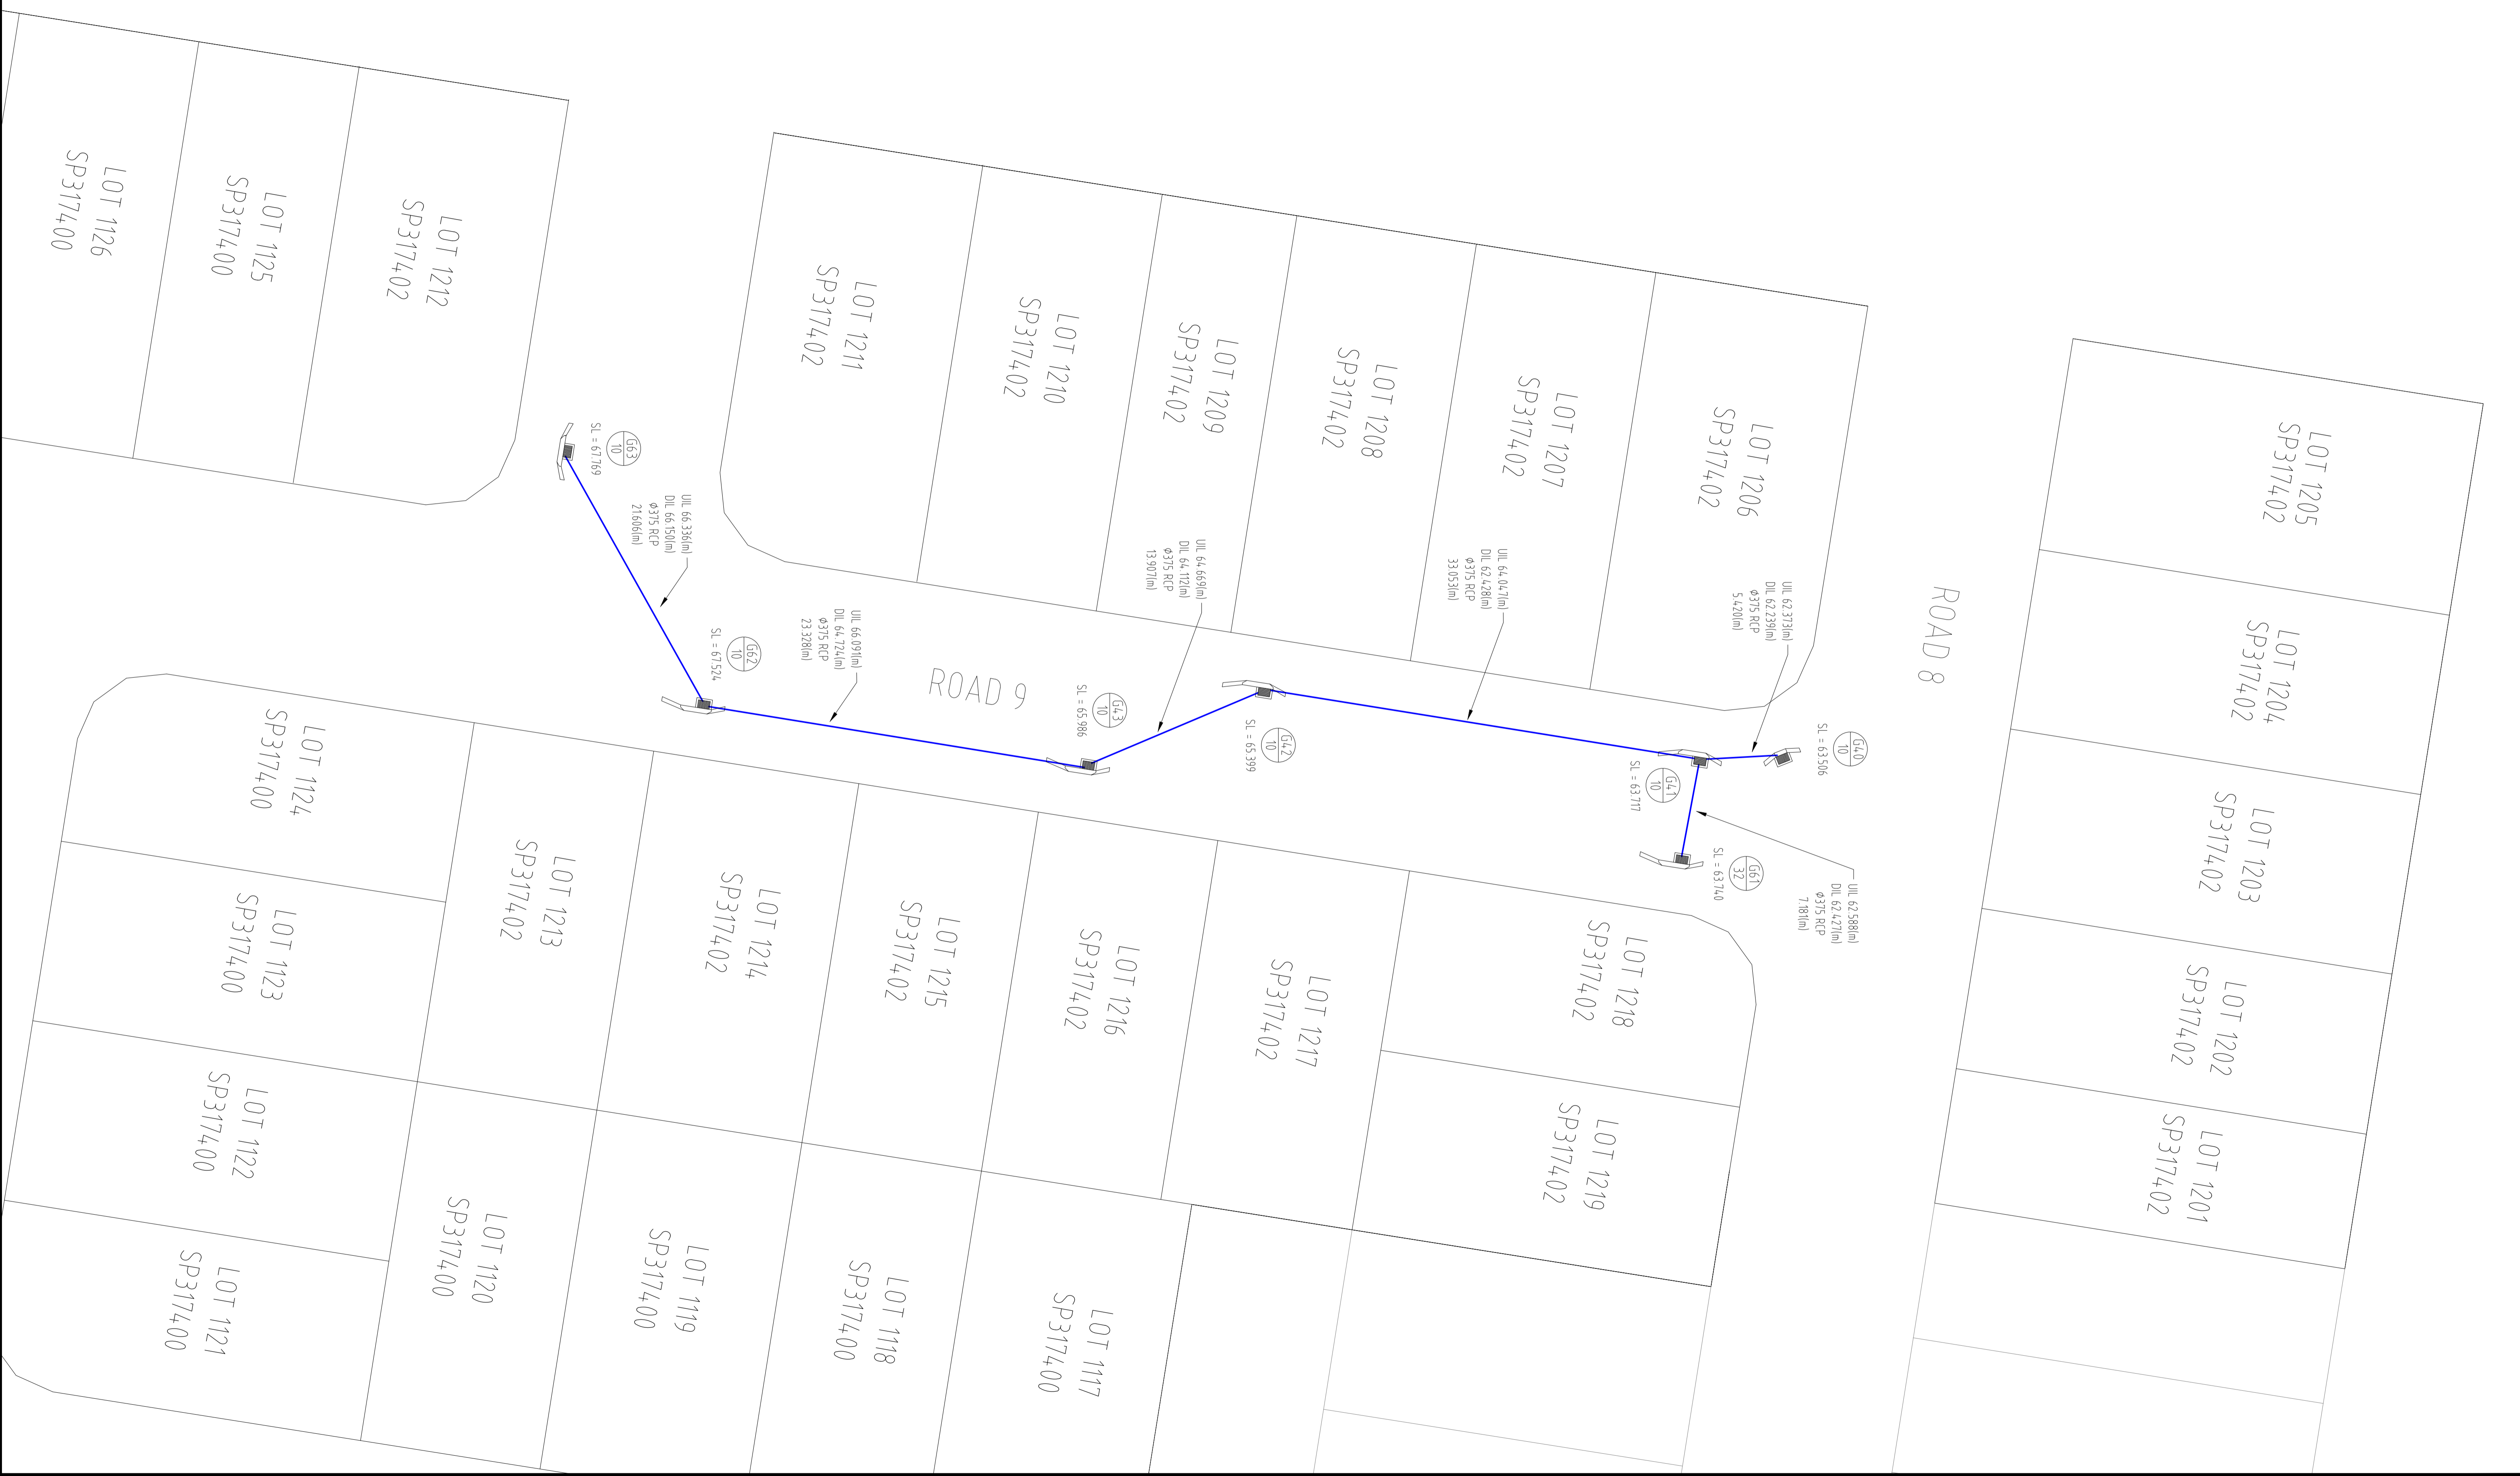 LOT 1126
SP317400
LOT 1125
SP317400
LOT 1212
SP317402
LOT 1211
SP317402
LOT 1210
SP317402
LOT 1209
SP317402
LOT 1208
SP317402
LOT 1207
SP317402
LOT 1206
SP317402
LOT 1205
SP317402
LOT 1204
SP317402
LOT 1203
SP317402
LOT 1202
SP317402
LOT 1201
SP317402
ROAD 8
ROAD 9
G63
10
SL = 67.769
UIL 66.336(m)
DIL 66.150(m)
Ø375 RCP
21.606(m)
G62
10
SL = 67.524
UIL 66.091(m)
DIL 64.724(m)
Ø375 RCP
23.328(m)
G43
10
SL = 65.986
UIL 64.669(m)
DIL 64.112(m)
Ø375 RCP
13.907(m)
G42
10
SL = 65.399
UIL 64.047(m)
DIL 62.428(m)
Ø375 RCP
33.053(m)
G41
10
SL = 63.717
UIL 62.373(m)
DIL 62.239(m)
Ø375 RCP
5.420(m)
G40
10
SL = 63.506
G61
32
SL = 63.740
UIL 62.588(m)
DIL 62.427(m)
Ø375 RCP
7.181(m)
LOT 1124
SP317400
LOT 1123
SP317400
LOT 1122
SP317400
LOT 1121
SP317400
LOT 1213
SP317402
LOT 1214
SP317402
LOT 1215
SP317402
LOT 1216
SP317402
LOT 1217
SP317402
LOT 1218
SP317402
LOT 1219
SP317402
LOT 1120
SP317400
LOT 1119
SP317400
LOT 1118
SP317400
LOT 1117
SP317400